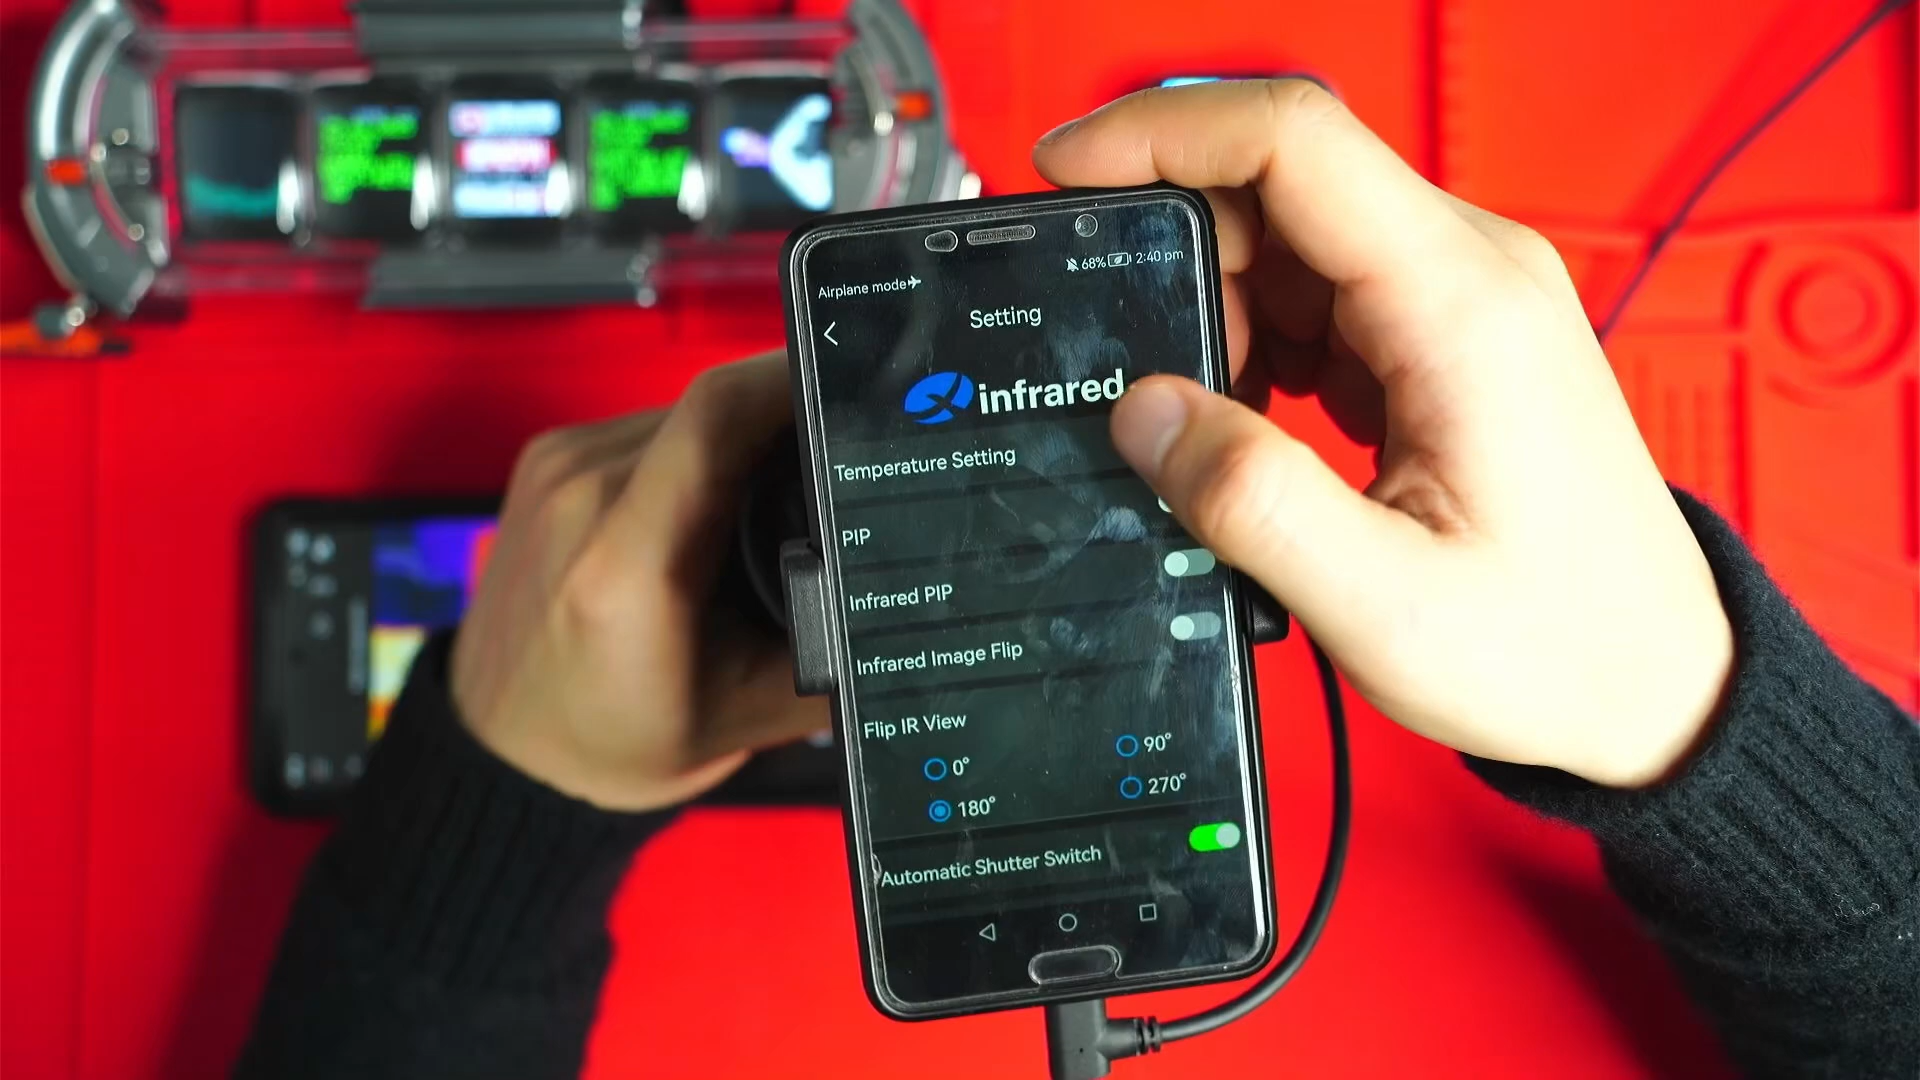 Airplane mode
68% 2:40 pm
Setting
infrared
Temperature Setting
PIP
Infrared PIP
Infrared Image Flip
Flip IR View
0°
90°
180°
270°
Automatic Shutter Switch